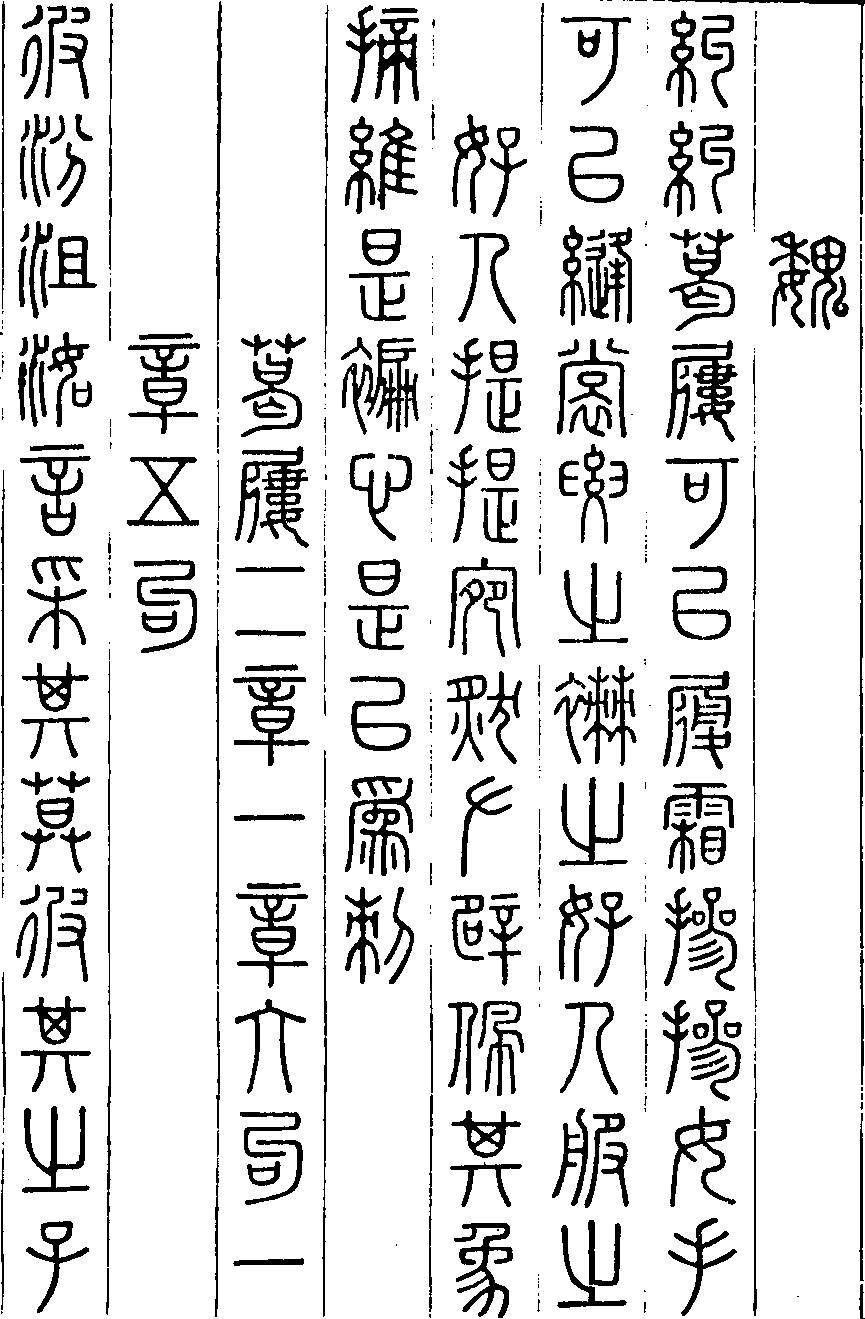 魏
糾糾葛屨可以履霜摻摻女手
可以縫裳要之襋之好人服之
好人提提宛然左辟佩其象
揥維是褊心是以為刺
葛屨二章一章六句一
章五句
彼汾沮洳言采其莫彼其之子